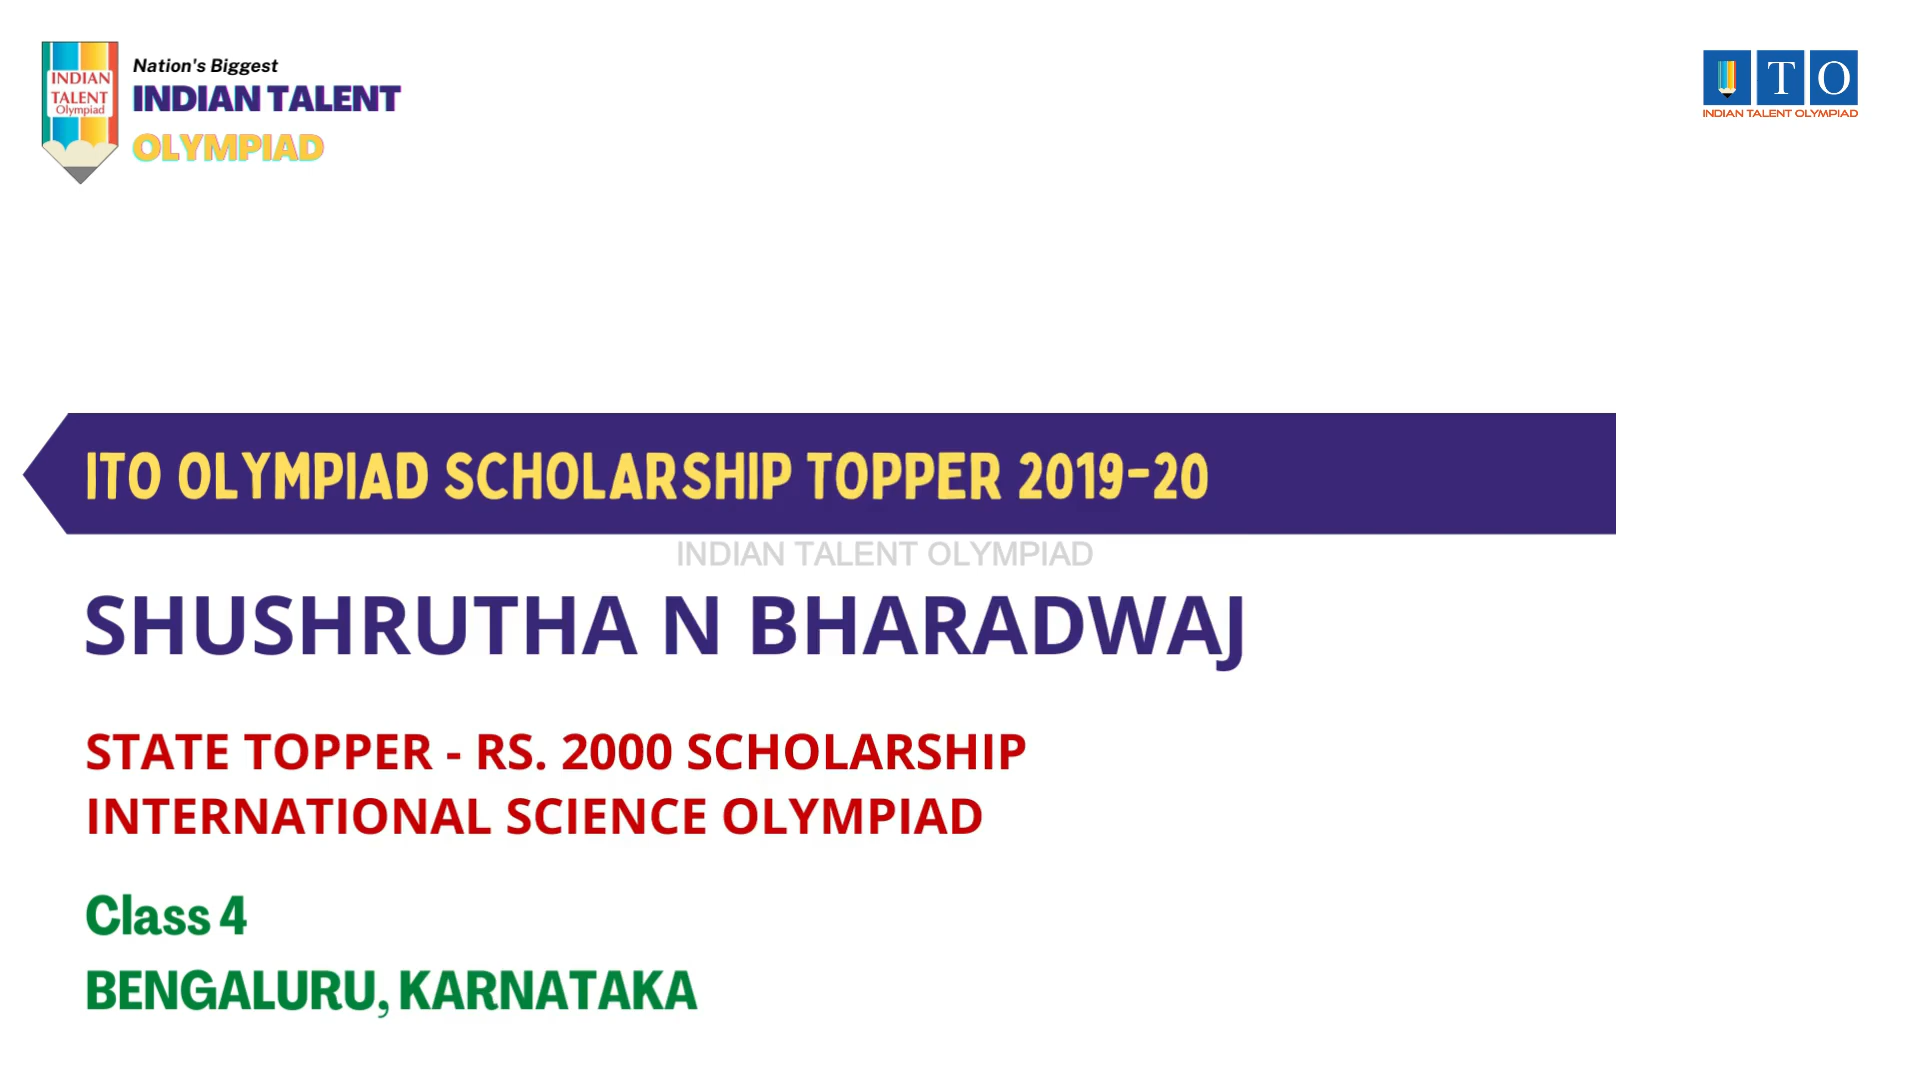 Nation's Biggest
INDIAN TALENT
OLYMPIAD
INDIAN
TALENT
Olympiad
TO
INDIAN TALENT OLYMPIAD
ITO OLYMPIAD SCHOLARSHIP TOPPER 2019-20
INDIAN TALENT OLYMPIAD
SHUSHRUTHA N BHARADWAJ
STATE TOPPER - RS. 2000 SCHOLARSHIP
INTERNATIONAL SCIENCE OLYMPIAD
Class 4
BENGALURU, KARNATAKA